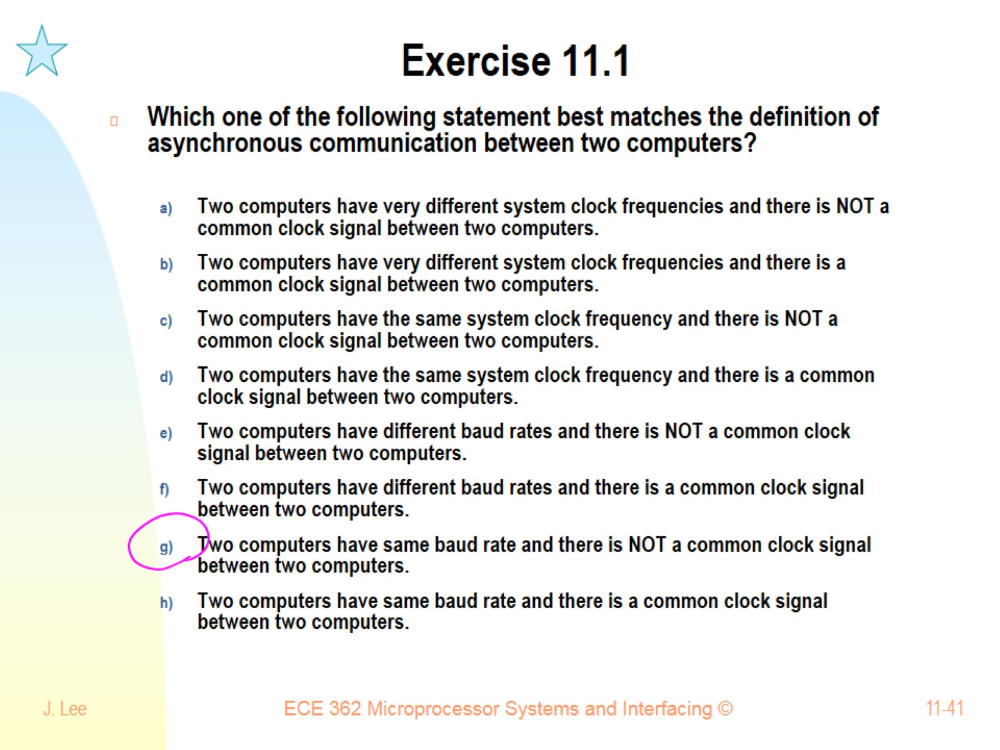 Exercise 11.1
Which one of the following statement best matches the definition of
asynchronous communication between two computers?
a) Two computers have very different system clock frequencies and there is NOT a
common clock signal between two computers.
b) Two computers have very different system clock frequencies and there is a
common clock signal between two computers.
c) Two computers have the same system clock frequency and there is NOT a
common clock signal between two computers.
d) Two computers have the same system clock frequency and there is a common
clock signal between two computers.
e) Two computers have different baud rates and there is NOT a common clock
signal between two computers.
f) Two computers have different baud rates and there is a common clock signal
between two computers.
g) Two computers have same baud rate and there is NOT a common clock signal
between two computers.
h) Two computers have same baud rate and there is a common clock signal
between two computers.
J. Lee ECE 362 Microprocessor Systems and Interfacing © 11-41